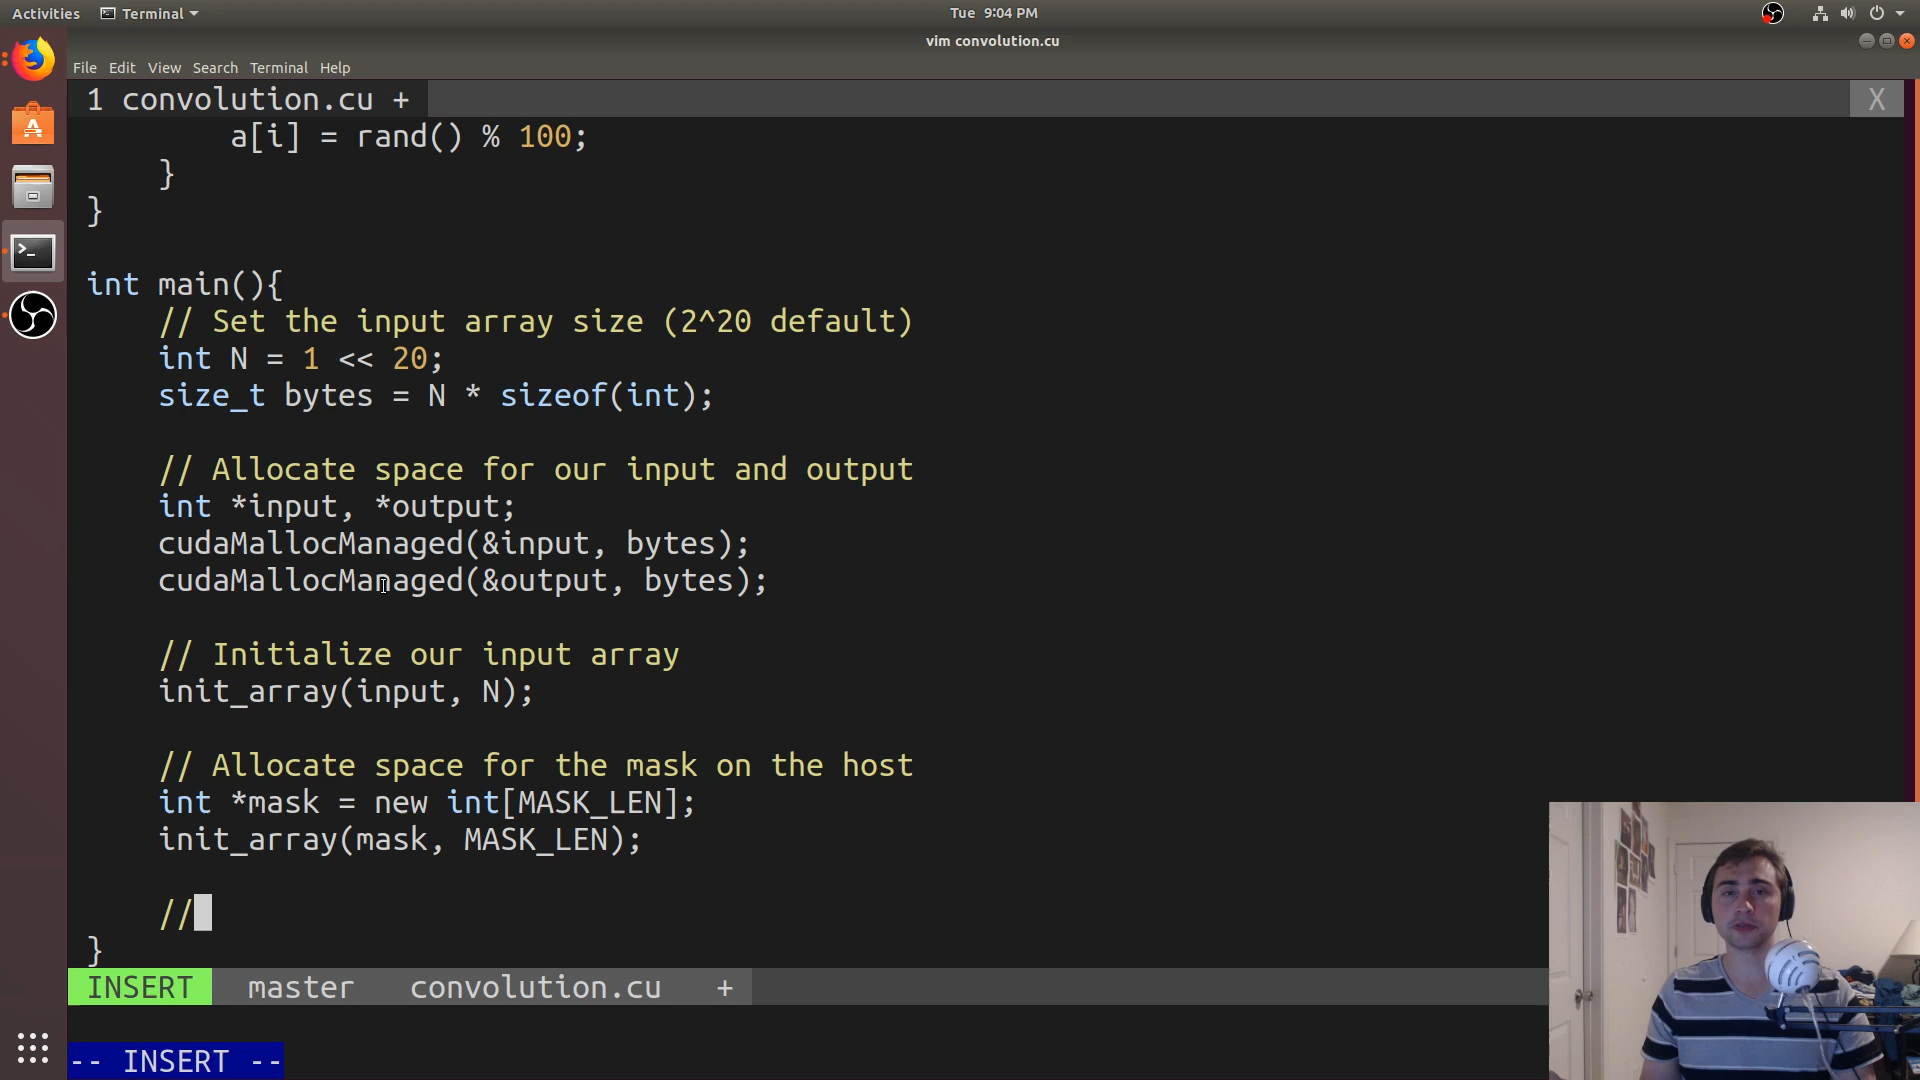 Activities
Terminal
Tue 9:04 PM
vim convolution.cu
File Edit View Search Terminal Help
1 convolution.cu + X
a[i] = rand() % 100;
}
}
int main(){
// Set the input array size (2^20 default)
int N = 1 << 20;
size_t bytes = N * sizeof(int);
// Allocate space for our input and output
int *input, *output;
cudaMallocManaged(&input, bytes);
cudaMallocManaged(&output, bytes);
// Initialize our input array
init_array(input, N);
// Allocate space for the mask on the host
int *mask = new int[MASK_LEN];
init_array(mask, MASK_LEN);
//
}
INSERT master convolution.cu +
-- INSERT --